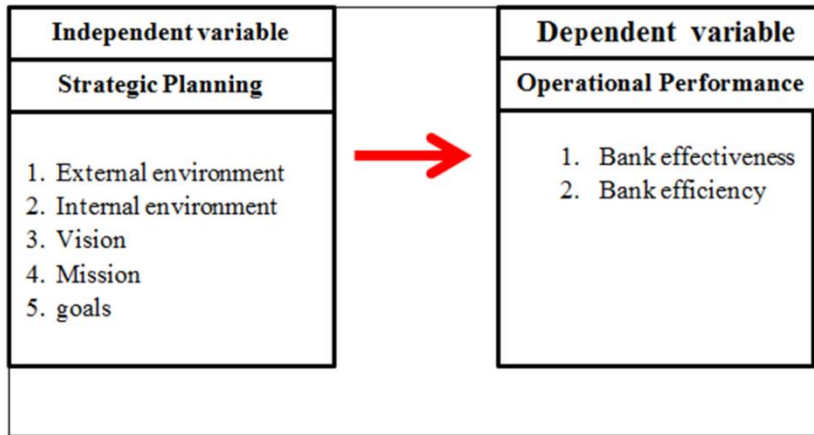 Independent variable
Strategic Planning
1. External environment
2. Internal environment
3. Vision
4. Mission
5. goals
Dependent variable
Operational Performance
1. Bank effectiveness
2. Bank efficiency